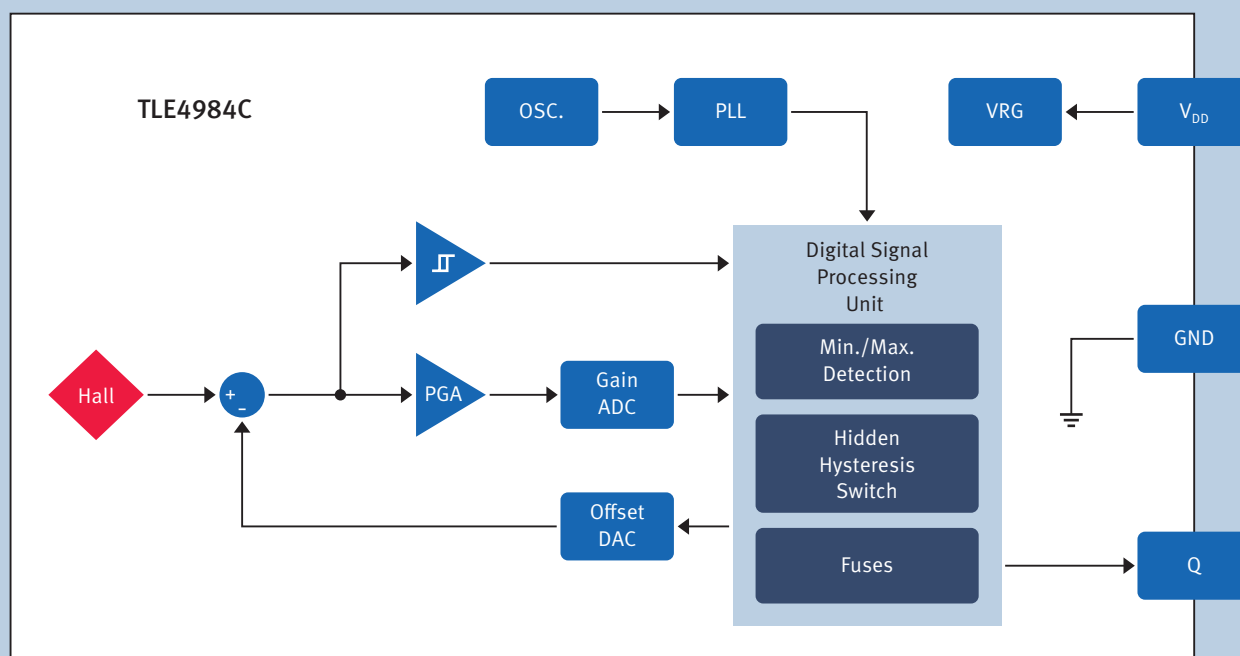 TLE4984C
OSC.
PLL
VRG
V_DD
Digital Signal
Processing
Unit
Min./Max.
Detection
GND
Hall
+
-
PGA
Gain
ADC
Hidden
Hysteresis
Switch
Offset
DAC
Fuses
Q